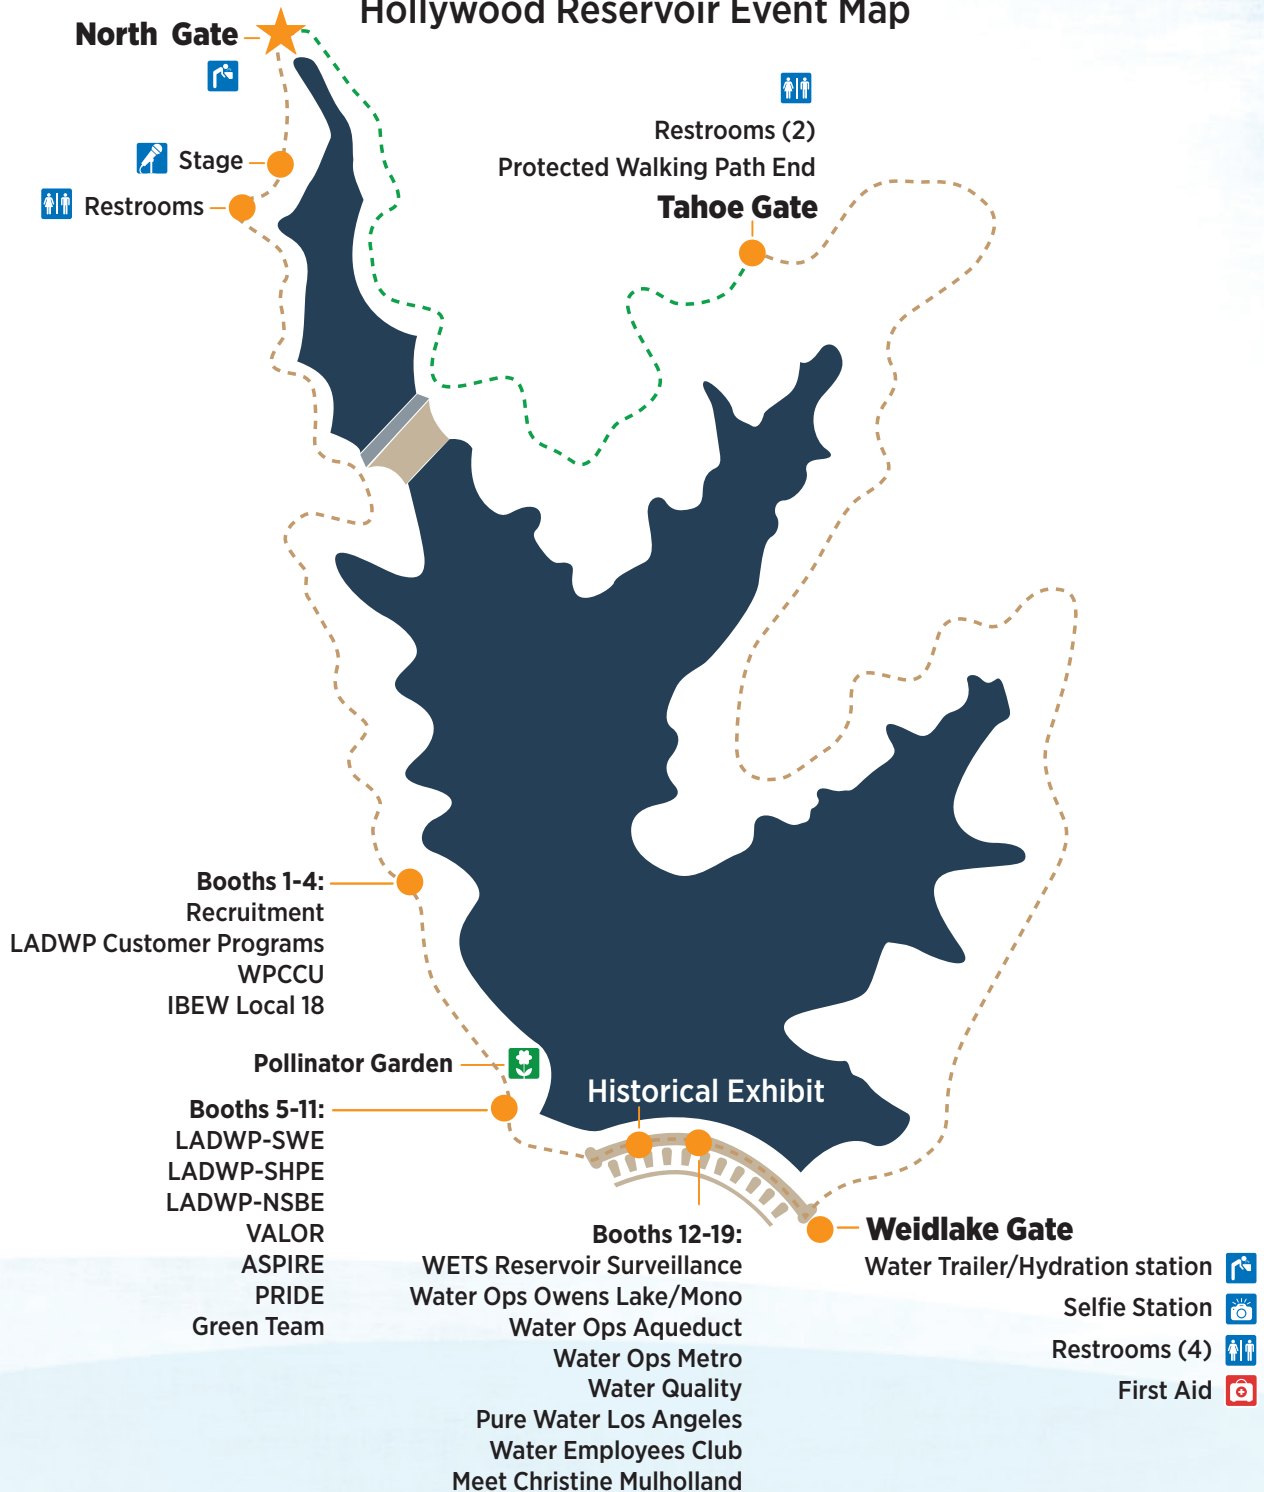 Hollywood Reservoir Event Map
North Gate
Restrooms (2)
Protected Walking Path End
Tahoe Gate
Stage
Restrooms
Booths 1-4:
Recruitment
LADWP Customer Programs
WPCCU
IBEW Local 18
Pollinator Garden
Booths 5-11:
LADWP-SWE
LADWP-SHPE
LADWP-NSBE
VALOR
ASPIRE
PRIDE
Green Team
Historical Exhibit
Booths 12-19:
WETS Reservoir Surveillance
Water Ops Owens Lake/Mono
Water Ops Aqueduct
Water Ops Metro
Water Quality
Pure Water Los Angeles
Water Employees Club
Meet Christine Mulholland
Weidlake Gate
Water Trailer/Hydration station
Selfie Station
Restrooms (4)
First Aid